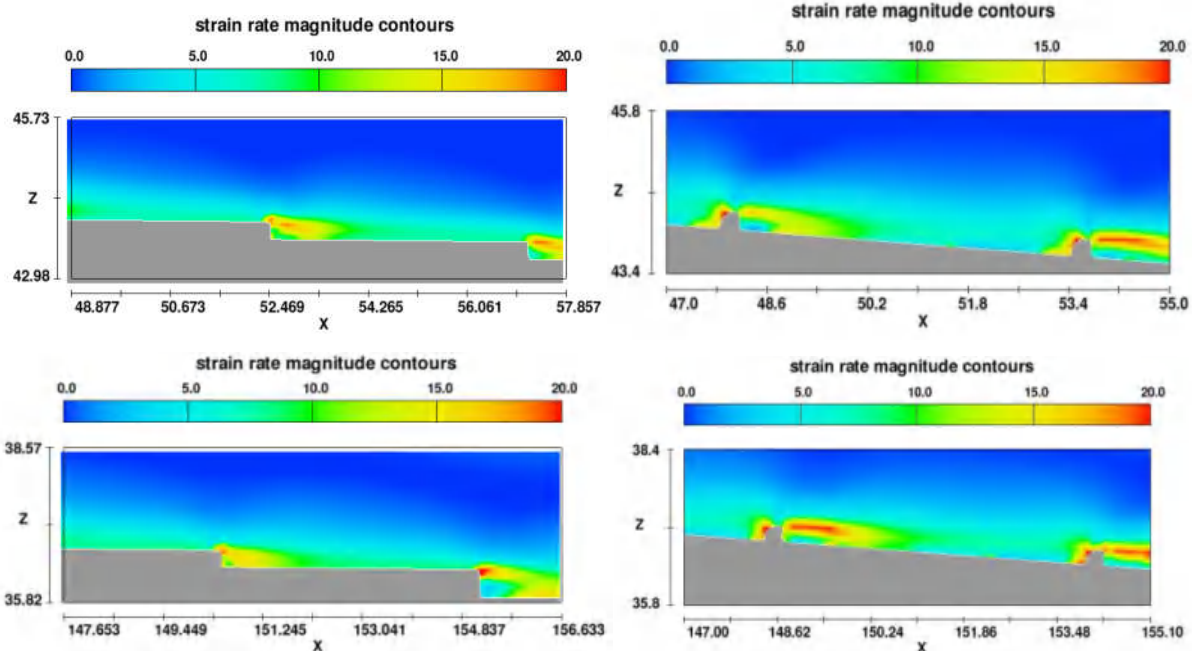 strain rate magnitude contours
0.0 5.0 10.0 15.0 20.0
45.73
Z
42.98
48.877 50.673 52.469 54.265 56.061 57.857
X
strain rate magnitude contours
0.0 5.0 10.0 15.0 20.0
45.8
Z
43.4
47.0 48.6 50.2 51.8 53.4 55.0
X
strain rate magnitude contours
0.0 5.0 10.0 15.0 20.0
38.57
Z
35.82
147.653 149.449 151.245 153.041 154.837 156.633
X
strain rate magnitude contours
0.0 5.0 10.0 15.0 20.0
38.4
Z
35.8
147.00 148.62 150.24 151.86 153.48 155.10
X